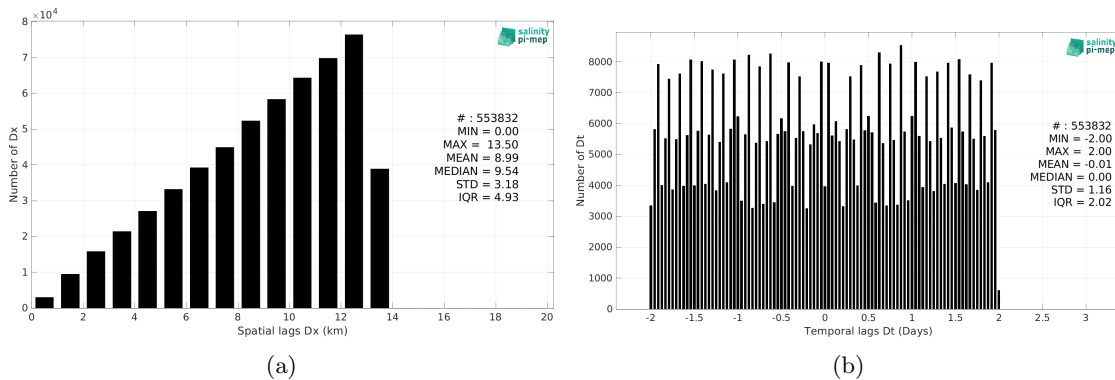 8 ×10⁴
7
6
5
4
3
2
1
0
Number of Dx
0 2 4 6 8 10 12 14 16 18 20
Spatial lags Dx (km)
salinity
pi-mep
# : 553832
MIN = 0.00
MAX = 13.50
MEAN = 8.99
MEDIAN = 9.54
STD = 3.18
IQR = 4.93
(a)
8000
7000
6000
5000
4000
3000
2000
1000
0
Number of Dt
-2 -1.5 -1 -0.5 0 0.5 1 1.5 2 2.5 3
Temporal lags Dt (Days)
salinity
pi-mep
# : 553832
MIN = -2.00
MAX = 2.00
MEAN = -0.01
MEDIAN = 0.00
STD = 1.16
IQR = 2.02
(b)